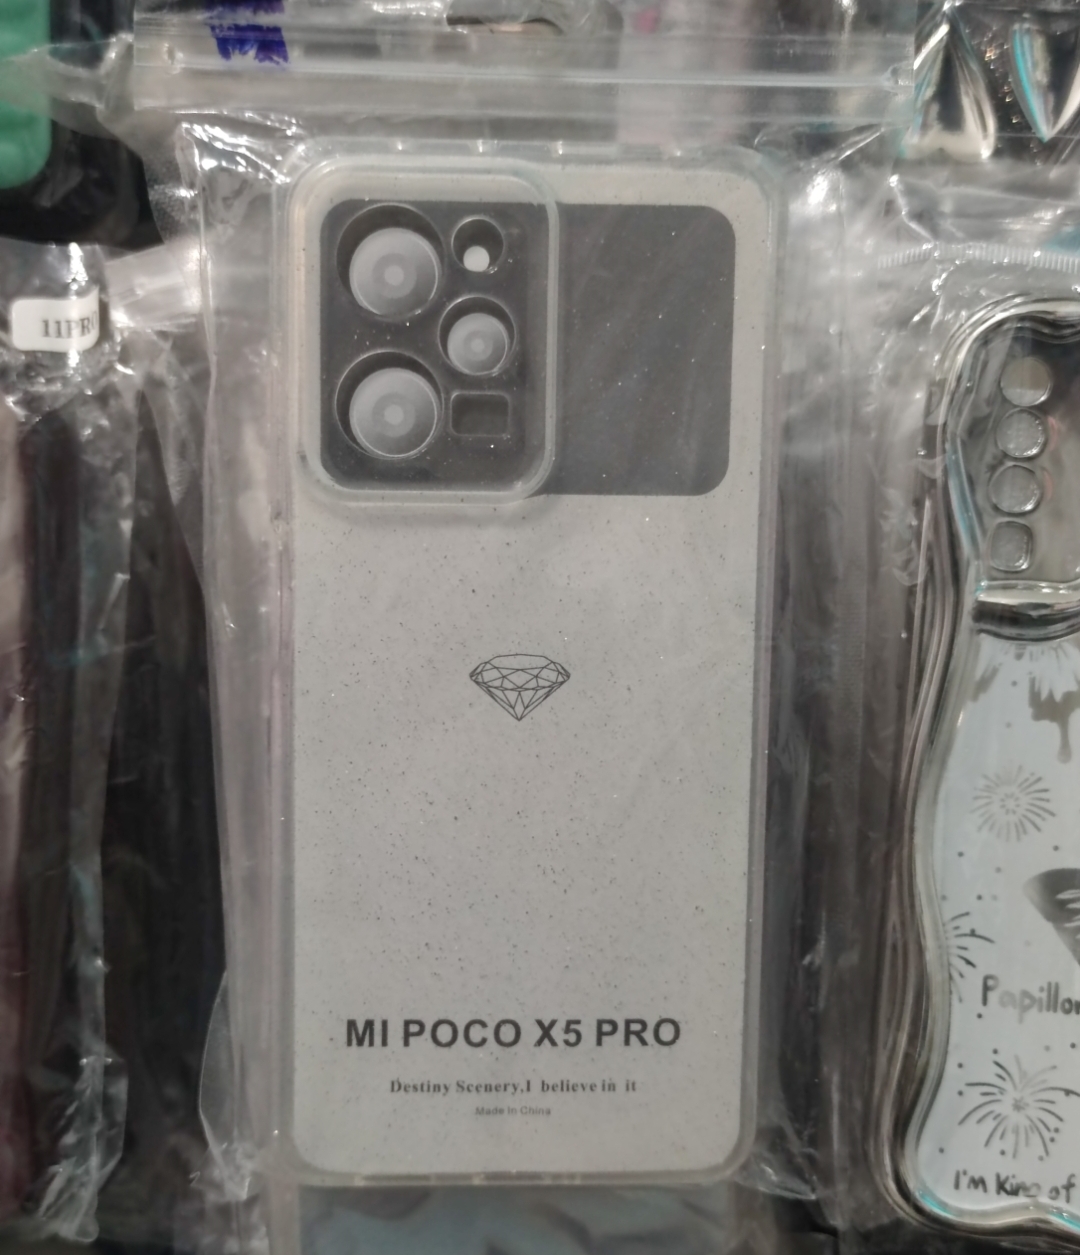 11PRO
MI POCO X5 PRO
Destiny Scenery,I believe in it
Made in China
Papillon
I'm King of